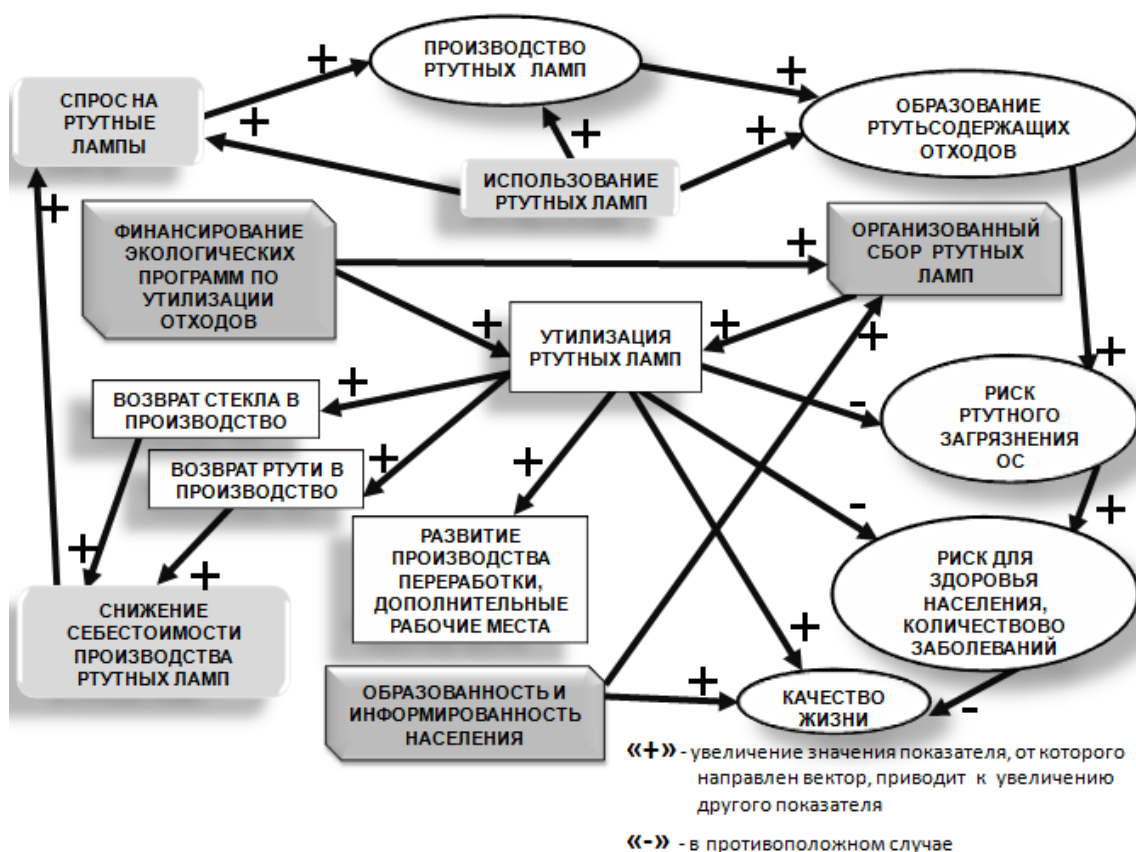 ПРОИЗВОДСТВО
РТУТНЫХ ЛАМП
+
+
СПРОС НА
РТУТНЫЕ
ЛАМПЫ
ОБРАЗОВАНИЕ
РТУТЬСОДЕРЖАЩИХ
ОТХОДОВ
+
+
+
ИСПОЛЬЗОВАНИЕ
РТУТНЫХ ЛАМП
+
ФИНАНСИРОВАНИЕ
ЭКОЛОГИЧЕСКИХ
ПРОГРАММ ПО
УТИЛИЗАЦИИ
ОТХОДОВ
+
ОРГАНИЗОВАННЫЙ
СБОР РТУТНЫХ
ЛАМП
+
+
+
УТИЛИЗАЦИЯ
РТУТНЫХ ЛАМП
+
ВОЗВРАТ СТЕКЛА В
ПРОИЗВОДСТВО
+
-
РИСК
РТУТНОГО
ЗАГРЯЗНЕНИЯ
ОС
ВОЗВРАТ РТУТИ В
ПРОИЗВОДСТВО
+
+
-
+
РАЗВИТИЕ
ПРОИЗВОДСТВА
ПЕРЕРАБОТКИ,
ДОПОЛНИТЕЛЬНЫЕ
РАБОЧИЕ МЕСТА
РИСК ДЛЯ
ЗДОРОВЬЯ
НАСЕЛЕНИЯ,
КОЛИЧЕСТВОВО
ЗАБОЛЕВАНИЙ
+
+
СНИЖЕНИЕ
СЕБЕСТОИМОСТИ
ПРОИЗВОДСТВА
РТУТНЫХ ЛАМП
+
ОБРАЗОВАННОСТЬ И
ИНФОРМИРОВАННОСТЬ
НАСЕЛЕНИЯ
+
КАЧЕСТВО
ЖИЗНИ
-
«+» - увеличение значения показателя, от которого
направлен вектор, приводит к увеличению
другого показателя
«-» - в противоположном случае